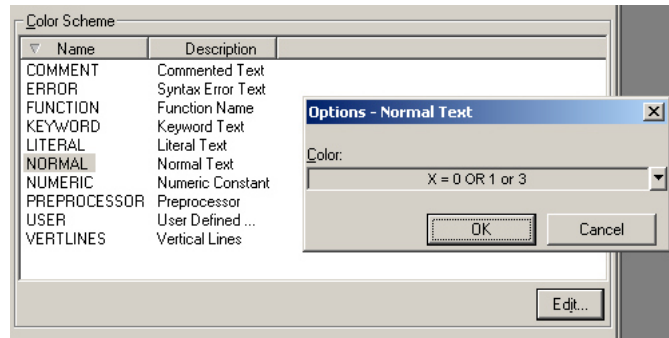 Color Scheme
Name Description
COMMENT Commented Text
ERROR Syntax Error Text
FUNCTION Function Name
KEYWORD Keyword Text
LITERAL Literal Text
NORMAL Normal Text
NUMERIC Numeric Constant
PREPROCESSOR Preprocessor
USER User Defined ...
VERTLINES Vertical Lines
Edit...
Options - Normal Text
Color:
X = 0 OR 1 or 3
OK Cancel